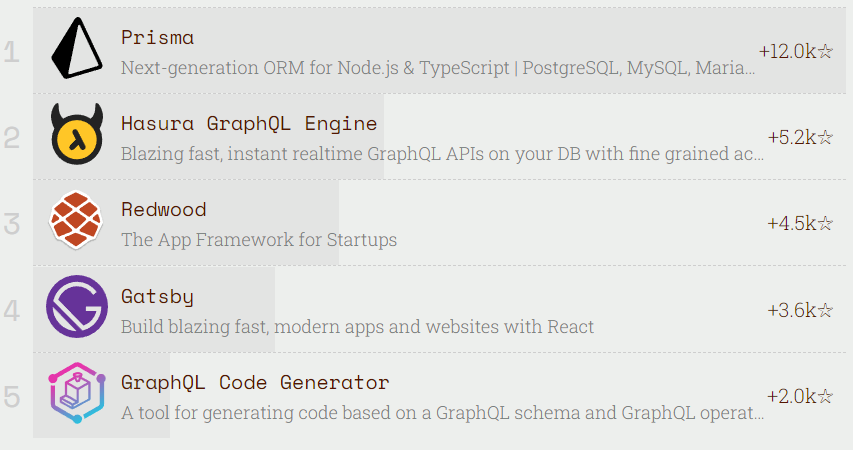 1
Prisma
Next-generation ORM for Node.js & TypeScript | PostgreSQL, MySQL, Maria...
+12.0k☆
2
Hasura GraphQL Engine
Blazing fast, instant realtime GraphQL APIs on your DB with fine grained ac...
+5.2k☆
3
Redwood
The App Framework for Startups
+4.5k☆
4
Gatsby
Build blazing fast, modern apps and websites with React
+3.6k☆
5
GraphQL Code Generator
A tool for generating code based on a GraphQL schema and GraphQL operat...
+2.0k☆